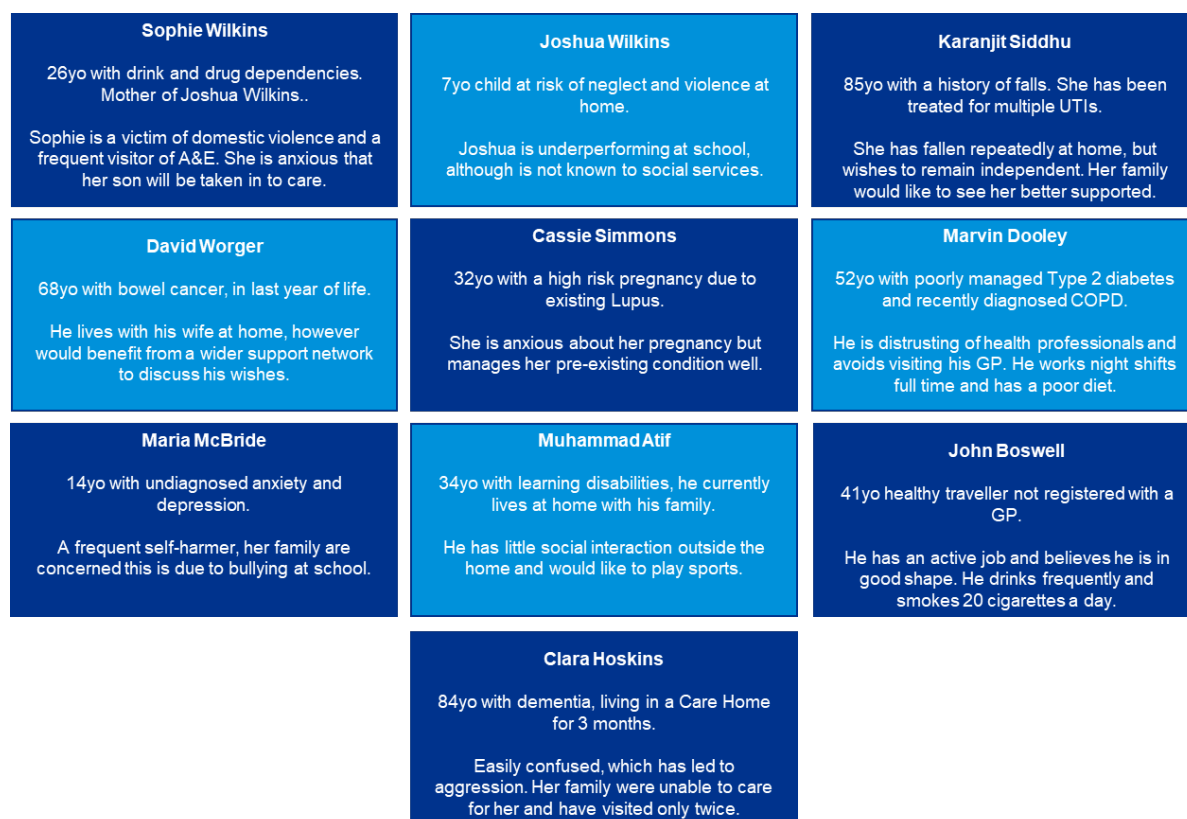 Sophie Wilkins
26yo with drink and drug dependencies.
Mother of Joshua Wilkins..
Sophie is a victim of domestic violence and a
frequent visitor of A&E. She is anxious that
her son will be taken in to care.
Joshua Wilkins
7yo child at risk of neglect and violence at
home.
Joshua is underperforming at school,
although is not known to social services.
Karanjit Siddhu
85yo with a history of falls. She has been
treated for multiple UTIs.
She has fallen repeatedly at home, but
wishes to remain independent. Her family
would like to see her better supported.
David Worger
68yo with bowel cancer, in last year of life.
He lives with his wife at home, however
would benefit from a wider support network
to discuss his wishes.
Cassie Simmons
32yo with a high risk pregnancy due to
existing Lupus.
She is anxious about her pregnancy but
manages her pre-existing condition well.
Marvin Dooley
52yo with poorly managed Type 2 diabetes
and recently diagnosed COPD.
He is distrusting of health professionals and
avoids visiting his GP. He works night shifts
full time and has a poor diet.
Maria McBride
14yo with undiagnosed anxiety and
depression.
A frequent self-harmer, her family are
concerned this is due to bullying at school.
Muhammad Atif
34yo with learning disabilities, he currently
lives at home with his family.
He has little social interaction outside the
home and would like to play sports.
John Boswell
41yo healthy traveller not registered with a
GP.
He has an active job and believes he is in
good shape. He drinks frequently and
smokes 20 cigarettes a day.
Clara Hoskins
84yo with dementia, living in a Care Home
for 3 months.
Easily confused, which has led to
aggression. Her family were unable to care
for her and have visited only twice.